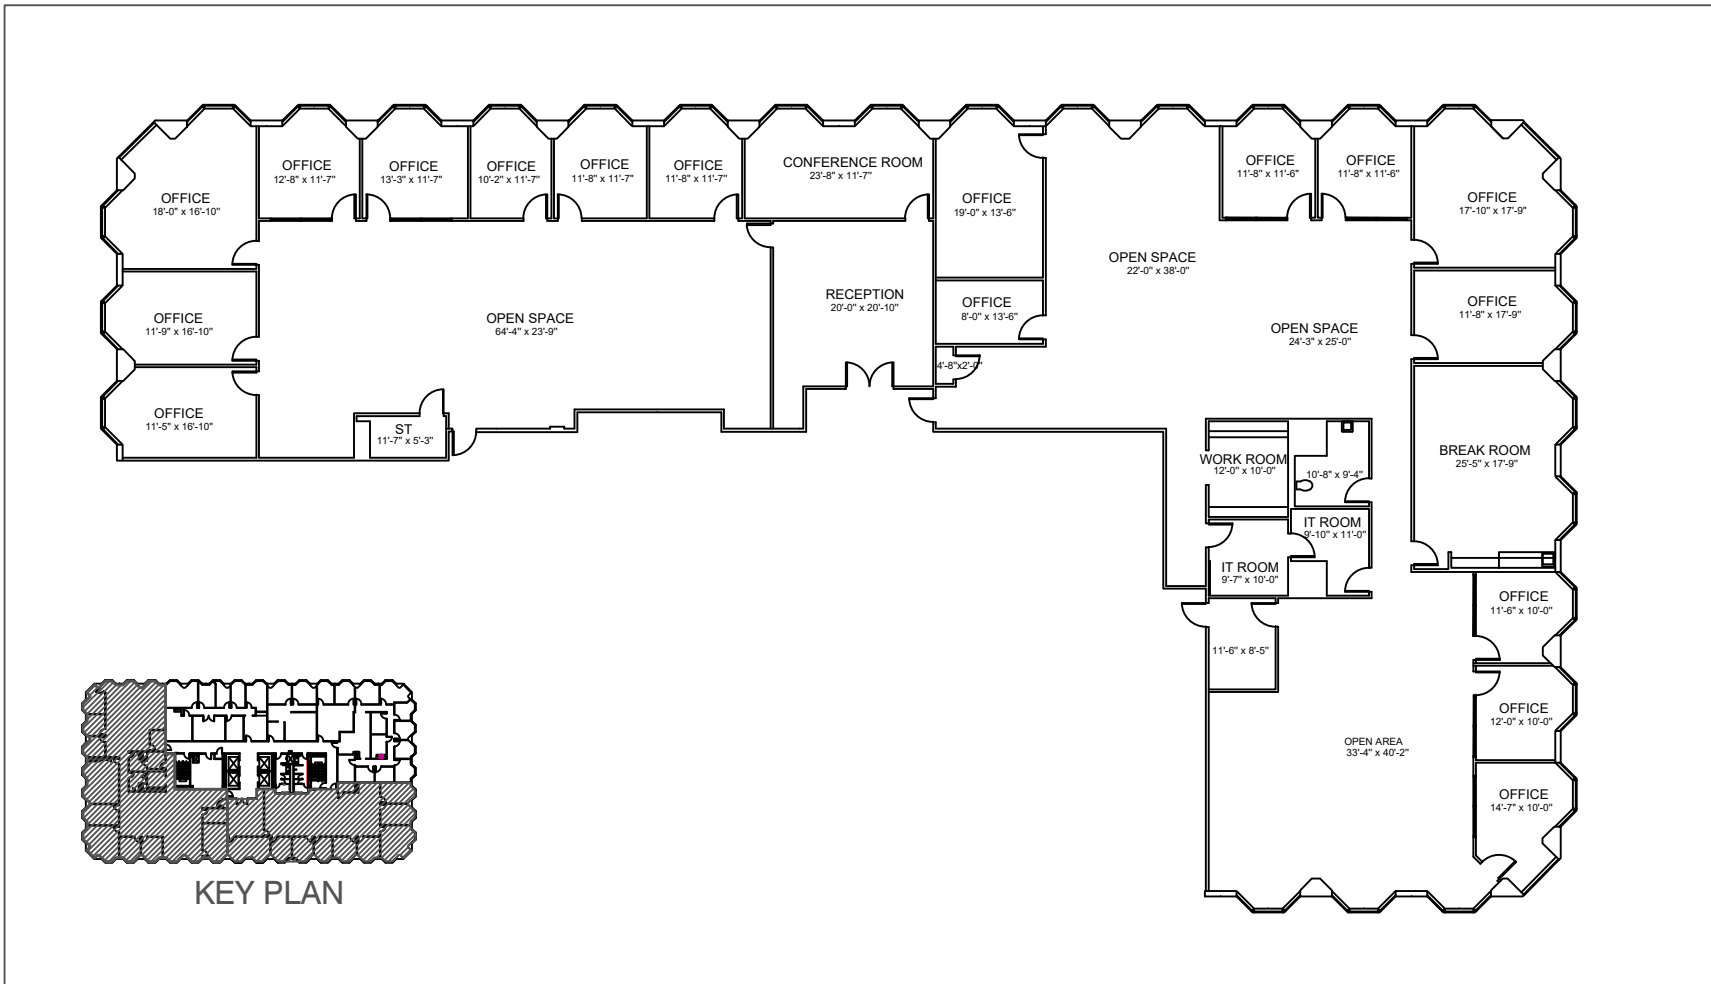 OFFICE
18'-0" x 16'-10"
OFFICE
12'-8" x 11'-7"
OFFICE
13'-3" x 11'-7"
OFFICE
10'-2" x 11'-7"
OFFICE
11'-8" x 11'-7"
OFFICE
11'-8" x 11'-7"
CONFERENCE ROOM
23'-8" x 11'-7"
OFFICE
19'-0" x 13'-6"
OFFICE
11'-8" x 11'-6"
OFFICE
11'-8" x 11'-6"
OFFICE
17'-10" x 17'-9"
OPEN SPACE
22'-0" x 38'-0"
OFFICE
11'-9" x 16'-10"
OPEN SPACE
64'-4" x 23'-9"
RECEPTION
20'-0" x 20'-10"
OFFICE
8'-0" x 13'-6"
OPEN SPACE
24'-3" x 25'-0"
OFFICE
11'-8" x 17'-9"
4'-8"x2'-0"
OFFICE
11'-5" x 16'-10"
ST
11'-7" x 5'-3"
WORK ROOM
12'-0" x 10'-0"
10'-8" x 9'-4"
BREAK ROOM
25'-5" x 17'-9"
IT ROOM
9'-10" x 11'-0"
IT ROOM
9'-7" x 10'-0"
OFFICE
11'-6" x 10'-0"
11'-6" x 8'-5"
OFFICE
12'-0" x 10'-0"
OPEN AREA
33'-4" x 40'-2"
OFFICE
14'-7" x 10'-0"
KEY PLAN